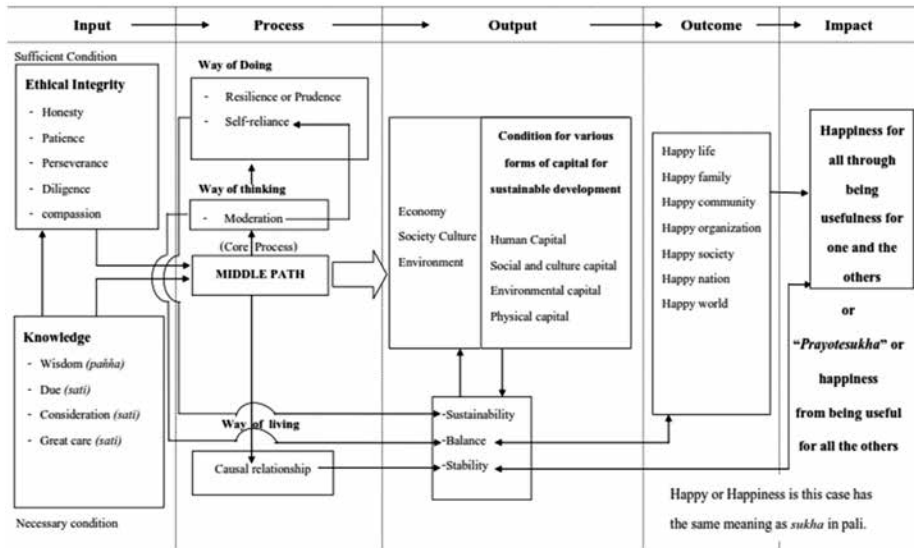 Input
Process
Output
Outcome
Impact
Sufficient Condition
Ethical Integrity
- Honesty
- Patience
- Perseverance
- Diligence
- compassion
Knowledge
- Wisdom (pañña)
- Due (sati)
- Consideration (sati)
- Great care (sati)
Necessary condition
Way of Doing
- Resilience or Prudence
- Self-reliance
Way of thinking
- Moderation
(Core Process)
MIDDLE PATH
Way of living
Causal relationship
Economy
Society Culture
Environment
Condition for various
forms of capital for
sustainable development
Human Capital
Social and culture capital
Environmental capital
Physical capital
-Sustainability
-Balance
-Stability
Happy life
Happy family
Happy community
Happy organization
Happy society
Happy nation
Happy world
Happiness for
all through
being
usefulness for
one and the
others
or
“Prayotesukha” or
happiness
from being useful
for all the others
Happy or Happiness is this case has
the same meaning as sukha in pali.